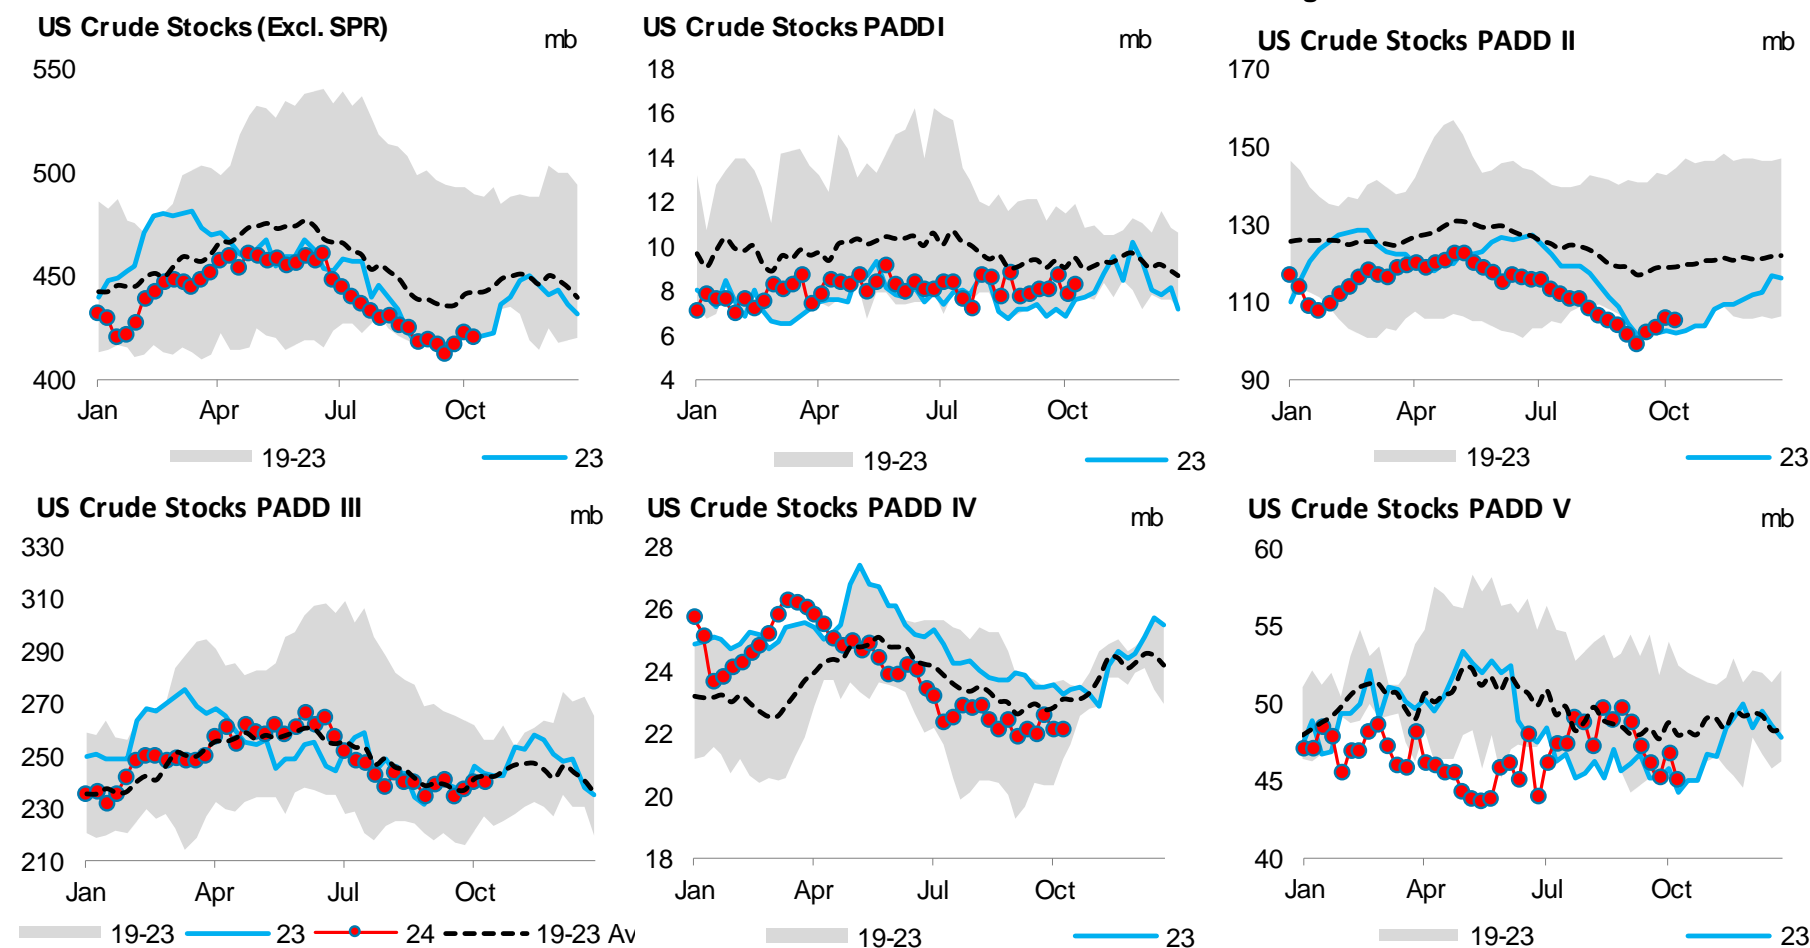 US Crude Stocks (Excl. SPR)
mb
550
500
450
400
Jan Apr Jul Oct
19-23 23
US Crude Stocks PADD I
mb
18
16
14
12
10
8
6
4
Jan Apr Jul Oct
19-23 23
US Crude Stocks PADD II
mb
170
150
130
110
90
Jan Apr Jul Oct
19-23 23
US Crude Stocks PADD III
mb
330
310
290
270
250
230
210
Jan Apr Jul Oct
19-23 23 24 19-23 Av
US Crude Stocks PADD IV
mb
28
26
24
22
20
18
Jan Apr Jul Oct
19-23 23
US Crude Stocks PADD V
mb
60
55
50
45
40
Jan Apr Jul Oct
19-23 23